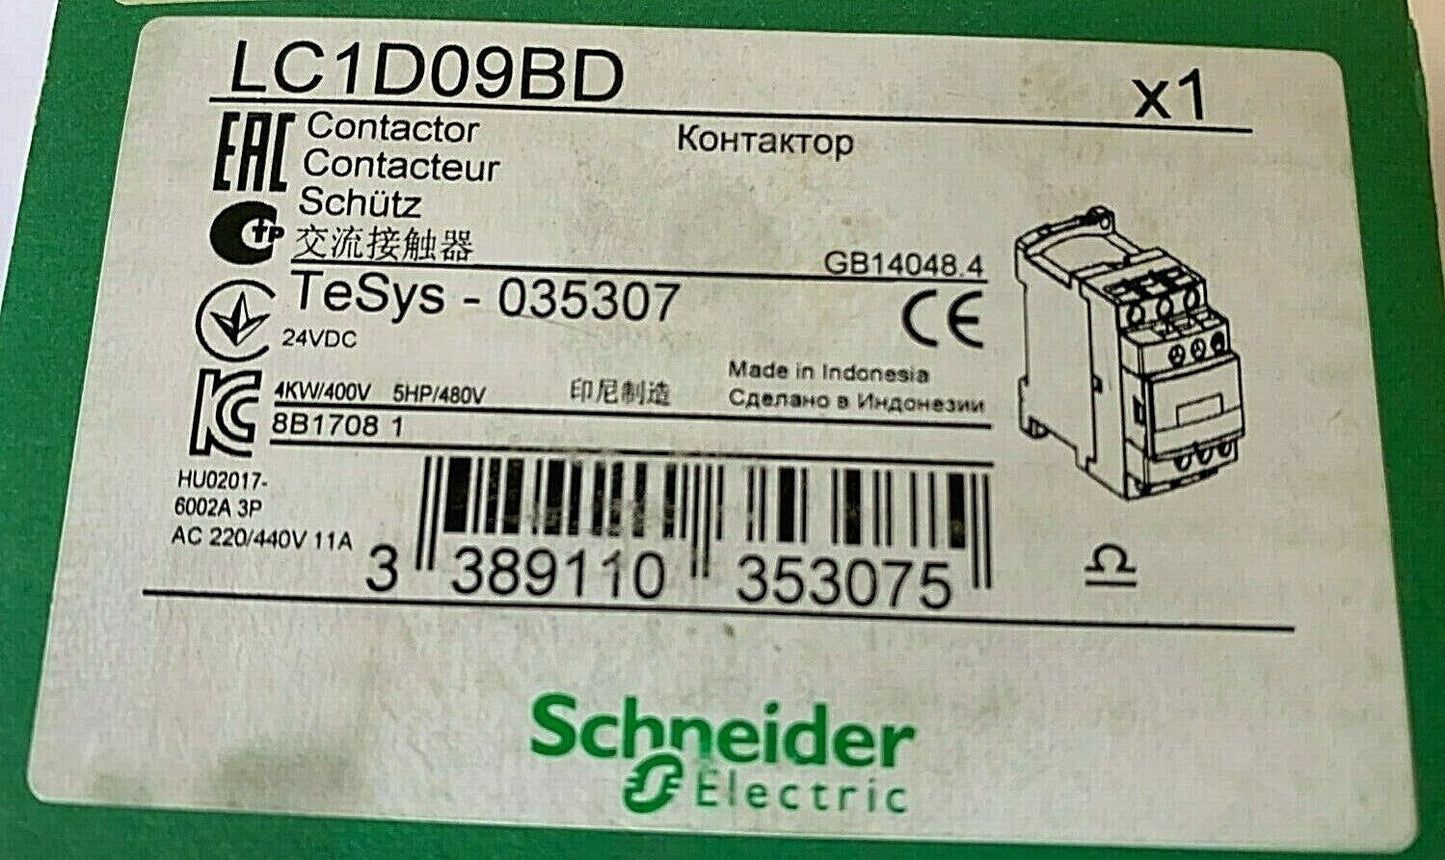 LC1D09BD x1
EAC Contactor Контактор
Contacteur
Schütz
交流接触器
GB14048.4
TeSys - 035307
CE
24VDC
4KW/400V 5HP/480V 印尼制造
Made in Indonesia
Сделано в Индонезии
8B1708 1
HU02017-
6002A 3P
AC 220/440V 11A
3 389110 353075
Schneider
Electric